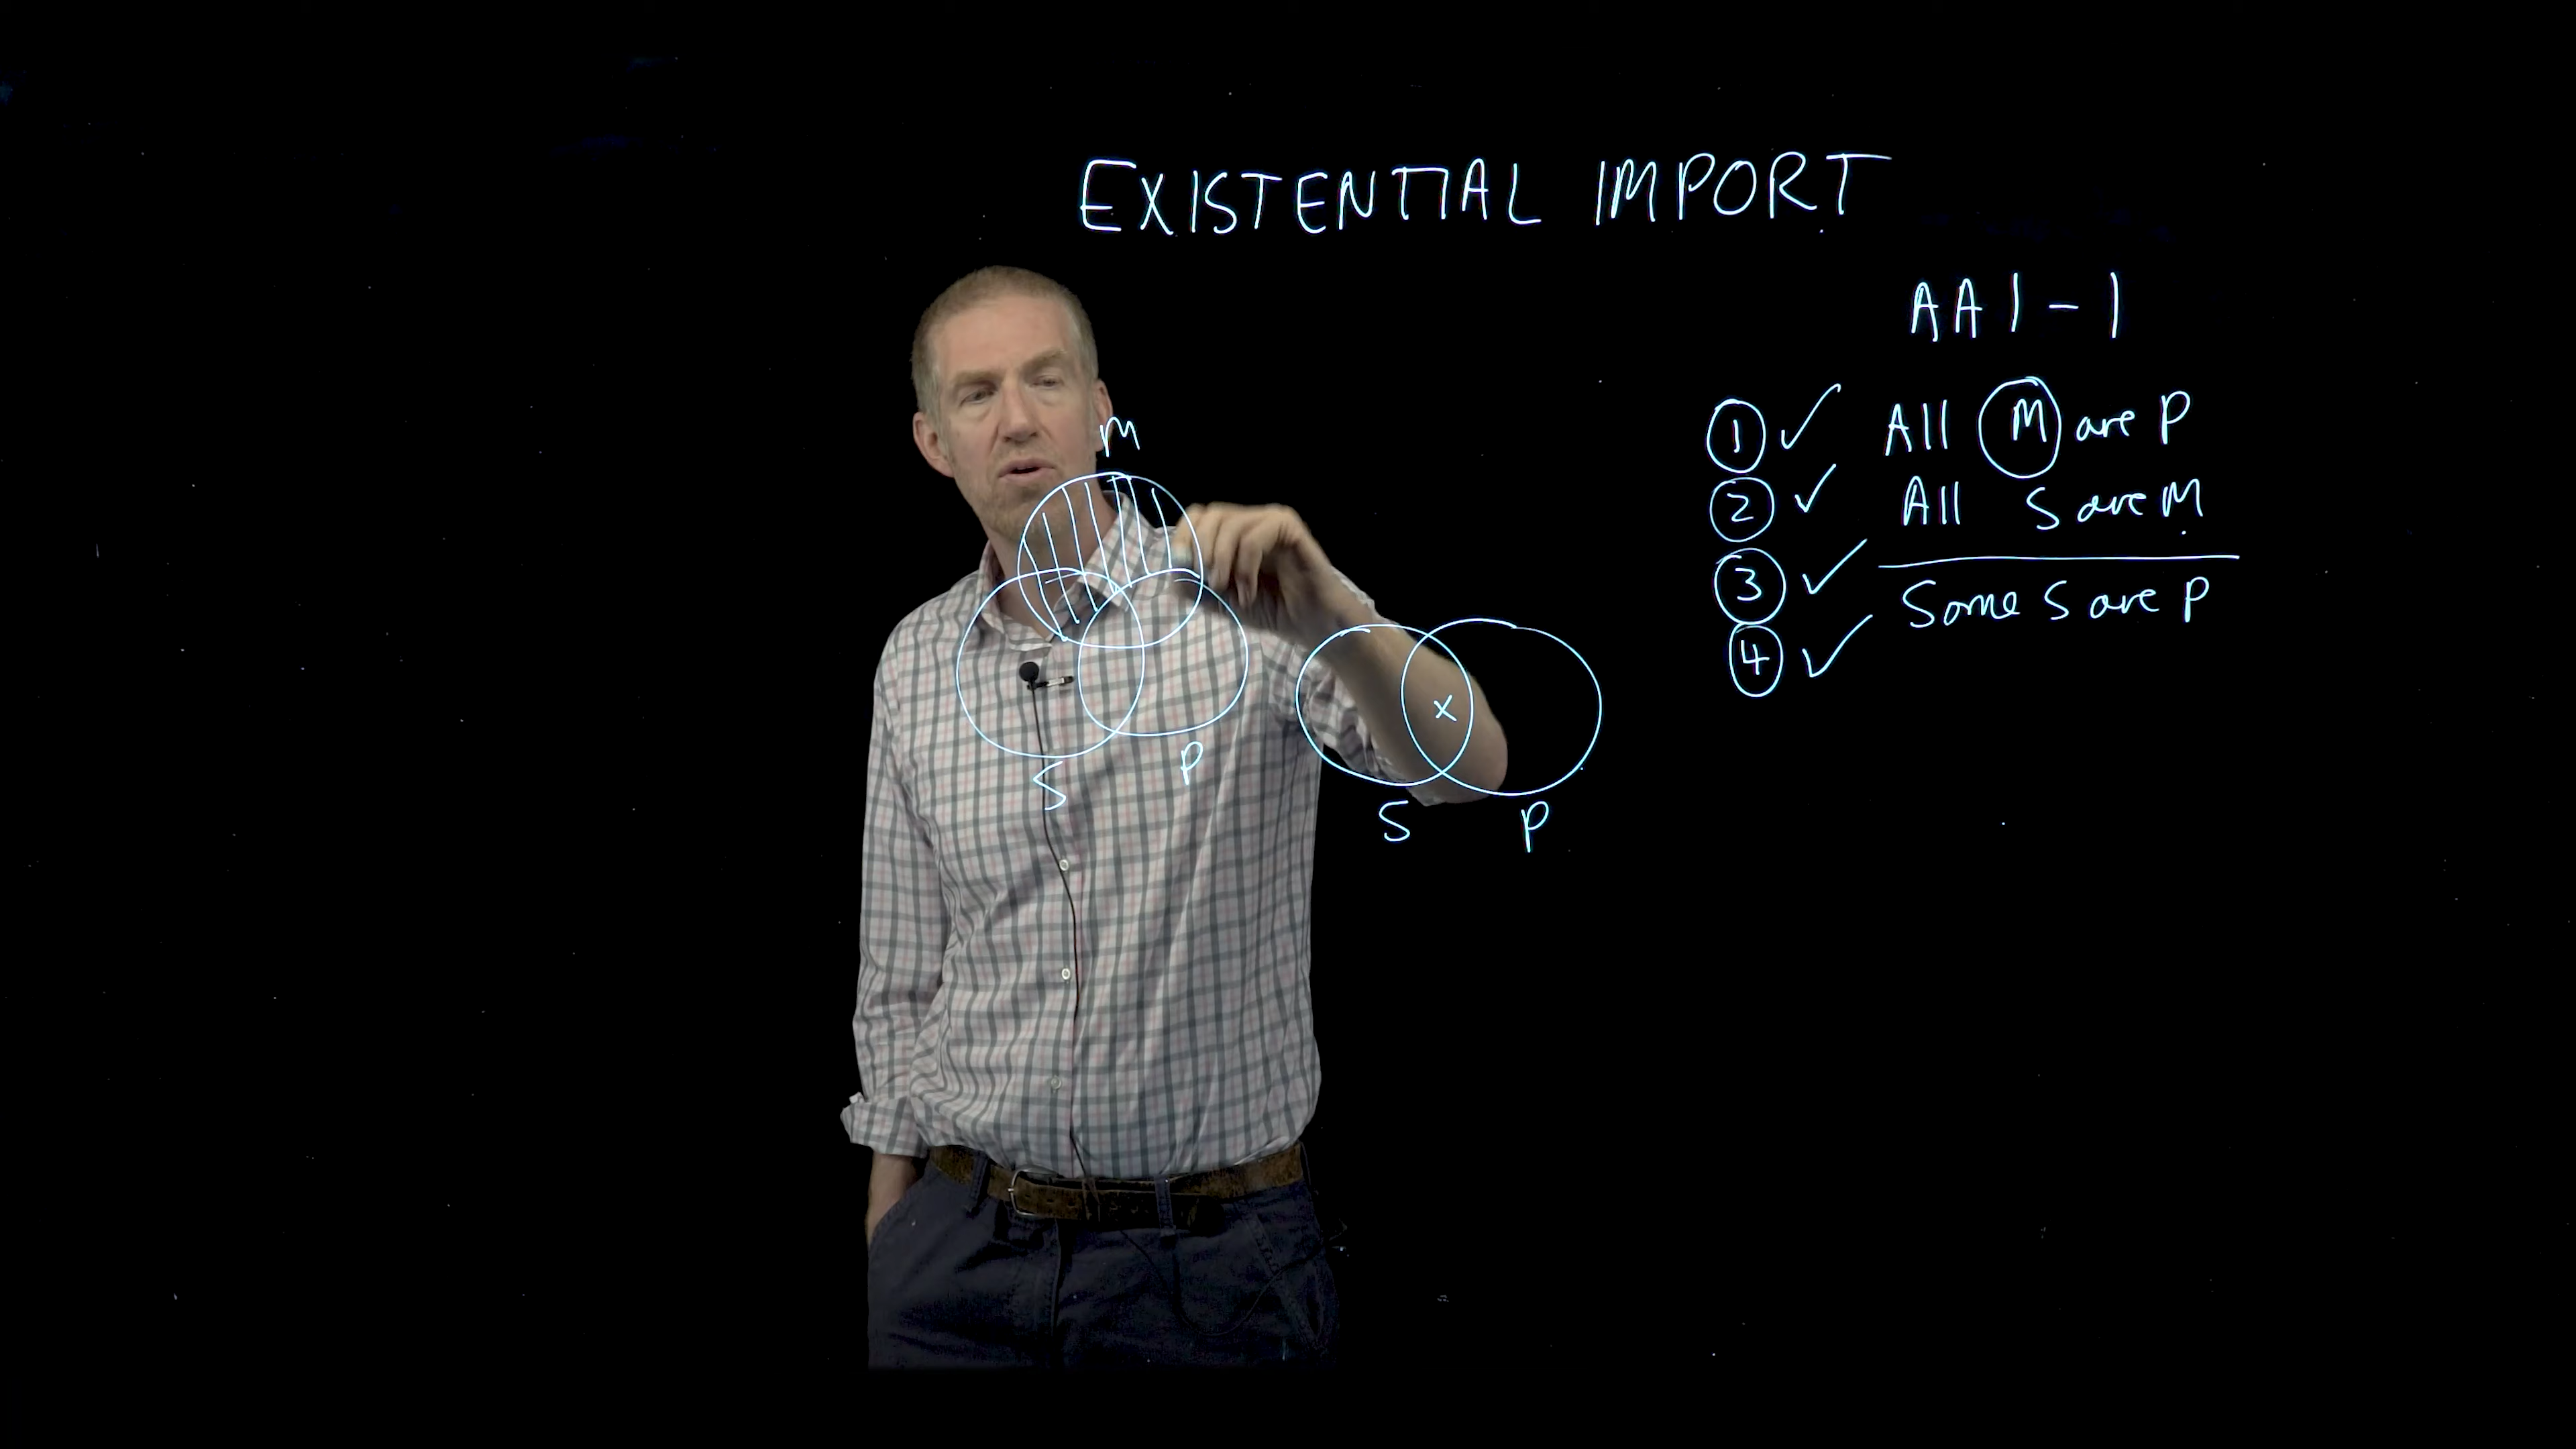 EXISTENTIAL IMPORT
AA1-1
1 ✓ All M are P
2 ✓ All S are M
3 ✓ Some S are P
4 ✓
M
S P
x
S P